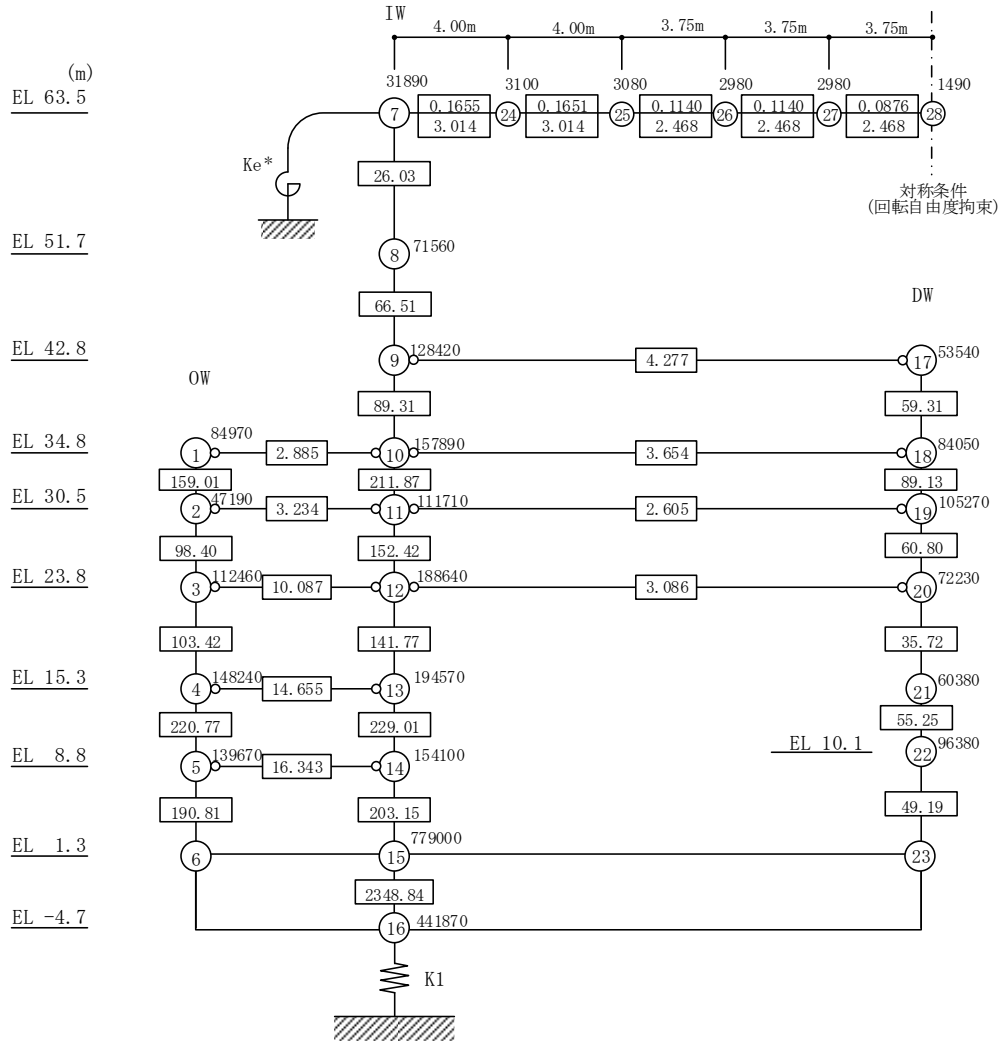 IW
4.00m 4.00m 3.75m 3.75m 3.75m
(m)
31890 3100 3080 2980 2980 1490
EL 63.5
7 0.1655 24 0.1651 25 0.1140 26 0.1140 27 0.0876 28
3.014 3.014 2.468 2.468 2.468
Ke*
26.03
対称条件
(回転自由度拘束)
EL 51.7
8 71560
66.51
DW
EL 42.8
9 128420 4.277 17 53540
OW
89.31 59.31
EL 34.8
84970
1 2.885 10 157890 3.654 18 84050
159.01 211.87 89.13
EL 30.5
2 47190 3.234 11 111710 2.605 19 105270
98.40 152.42 60.80
EL 23.8
3 112460 10.087 12 188640 3.086 20 72230
103.42 141.77 35.72
EL 15.3
4 148240 14.655 13 194570 21 60380
220.77 229.01 55.25
EL 8.8
5 139670 16.343 14 154100 EL 10.1 22 96380
190.81 203.15 49.19
779000
EL 1.3
6 15 23
2348.84
EL -4.7
16 441870
K1